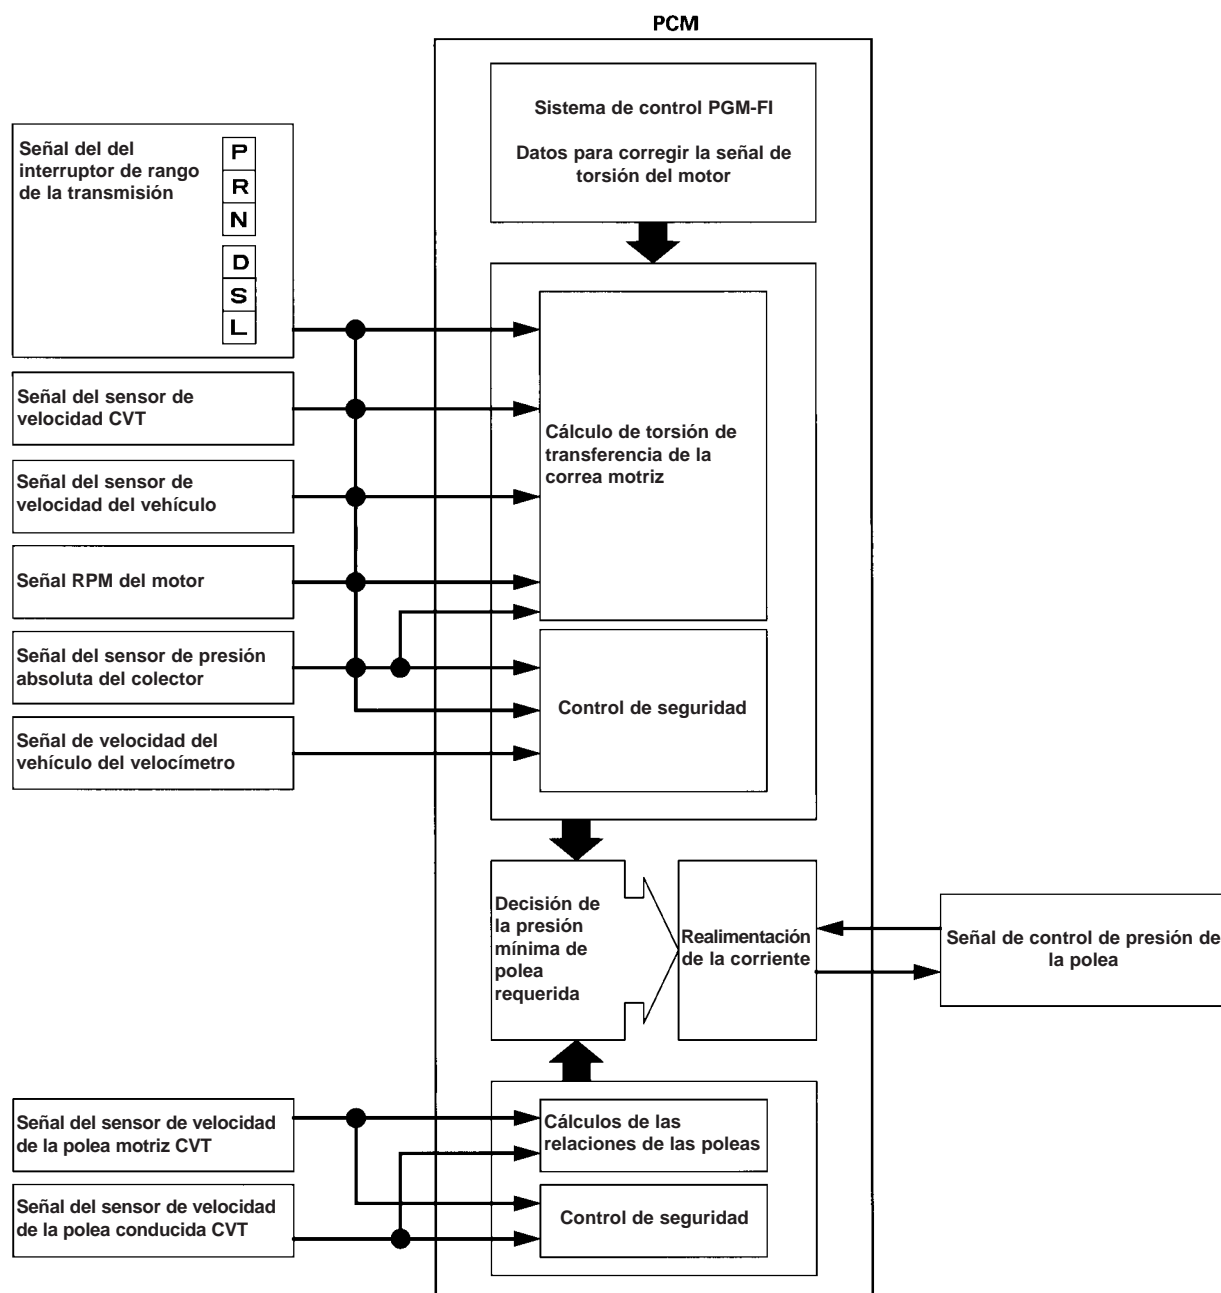 PCM
Sistema de control PGM-FI
Datos para corregir la señal de
torsión del motor
Señal del del
interruptor de rango
de la transmisión
P
R
N
D
S
L
Señal del sensor de
velocidad CVT
Señal del sensor de
velocidad del vehículo
Señal RPM del motor
Señal del sensor de presión
absoluta del colector
Señal de velocidad del
vehículo del velocímetro
Cálculo de torsión de
transferencia de la
correa motriz
Control de seguridad
Decisión de
la presión
mínima de
polea
requerida
Realimentación
de la corriente
Señal de control de presión de
la polea
Señal del sensor de velocidad
de la polea motriz CVT
Señal del sensor de velocidad
de la polea conducida CVT
Cálculos de las
relaciones de las poleas
Control de seguridad